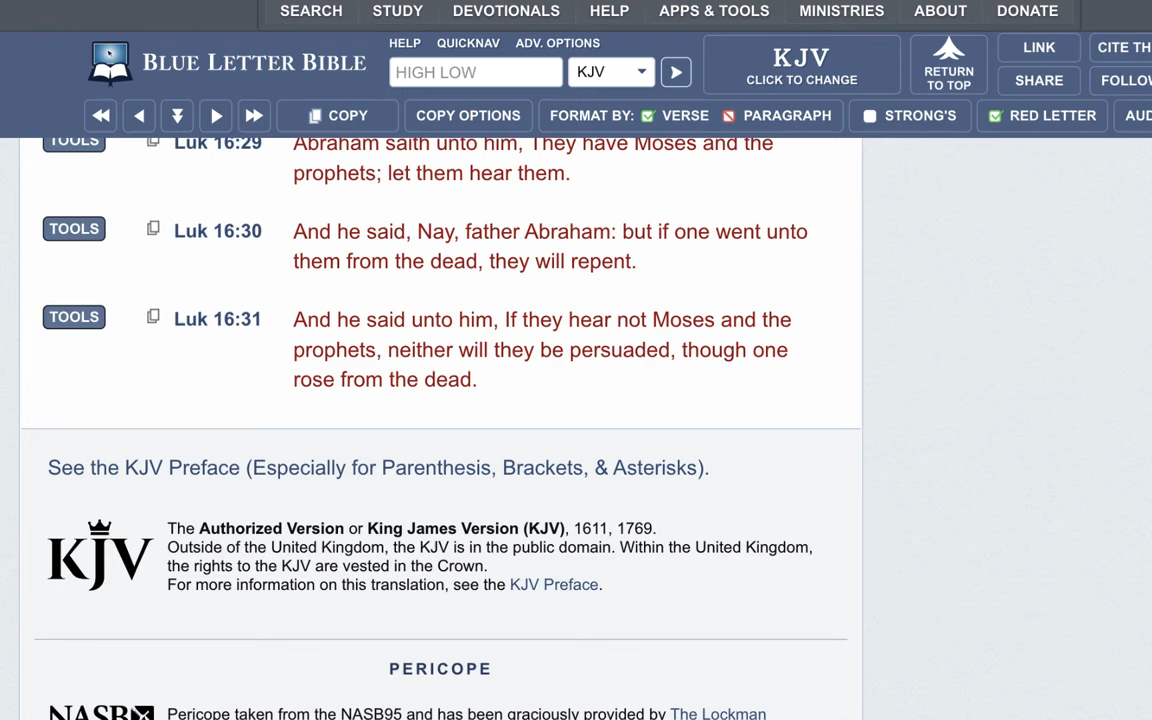 SEARCH STUDY DEVOTIONALS HELP APPS & TOOLS MINISTRIES ABOUT DONATE
HELP QUICKNAV ADV. OPTIONS
BLUE LETTER BIBLE
HIGH LOW KJV
KJV
CLICK TO CHANGE
RETURN
TO TOP
LINK
SHARE
CITE TH
FOLLOW
COPY COPY OPTIONS FORMAT BY: VERSE PARAGRAPH STRONG'S RED LETTER AUD
TOOLS Luk 16:29 Abraham saith unto him, They have Moses and the
prophets; let them hear them.
TOOLS Luk 16:30 And he said, Nay, father Abraham: but if one went unto
them from the dead, they will repent.
TOOLS Luk 16:31 And he said unto him, If they hear not Moses and the
prophets, neither will they be persuaded, though one
rose from the dead.
See the KJV Preface (Especially for Parenthesis, Brackets, & Asterisks).
KJV
The Authorized Version or King James Version (KJV), 1611, 1769.
Outside of the United Kingdom, the KJV is in the public domain. Within the United Kingdom,
the rights to the KJV are vested in the Crown.
For more information on this translation, see the KJV Preface.
PERICOPE
NASB Pericope taken from the NASB95 and has been graciously provided by The Lockman